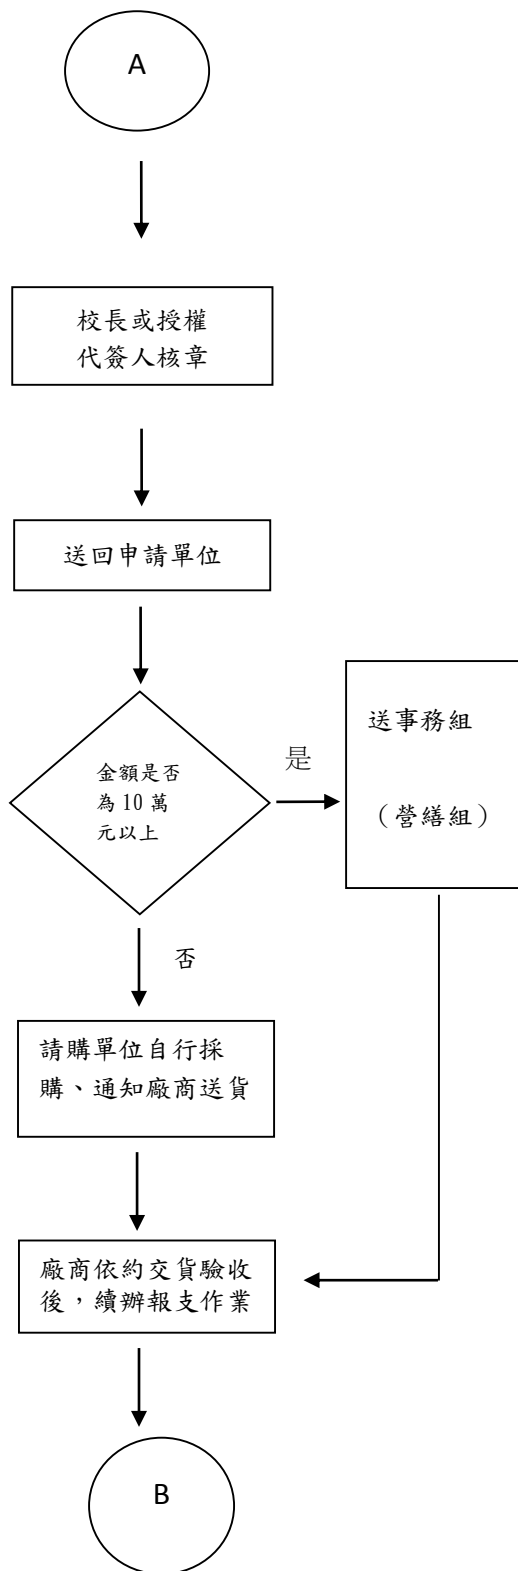 A
校長或授權
代簽人核章
送回申請單位
金額是否
為 10 萬
元以上
是
送事務組
（營繕組）
否
請購單位自行採
購、通知廠商送貨
廠商依約交貨驗收
後，續辦報支作業
B